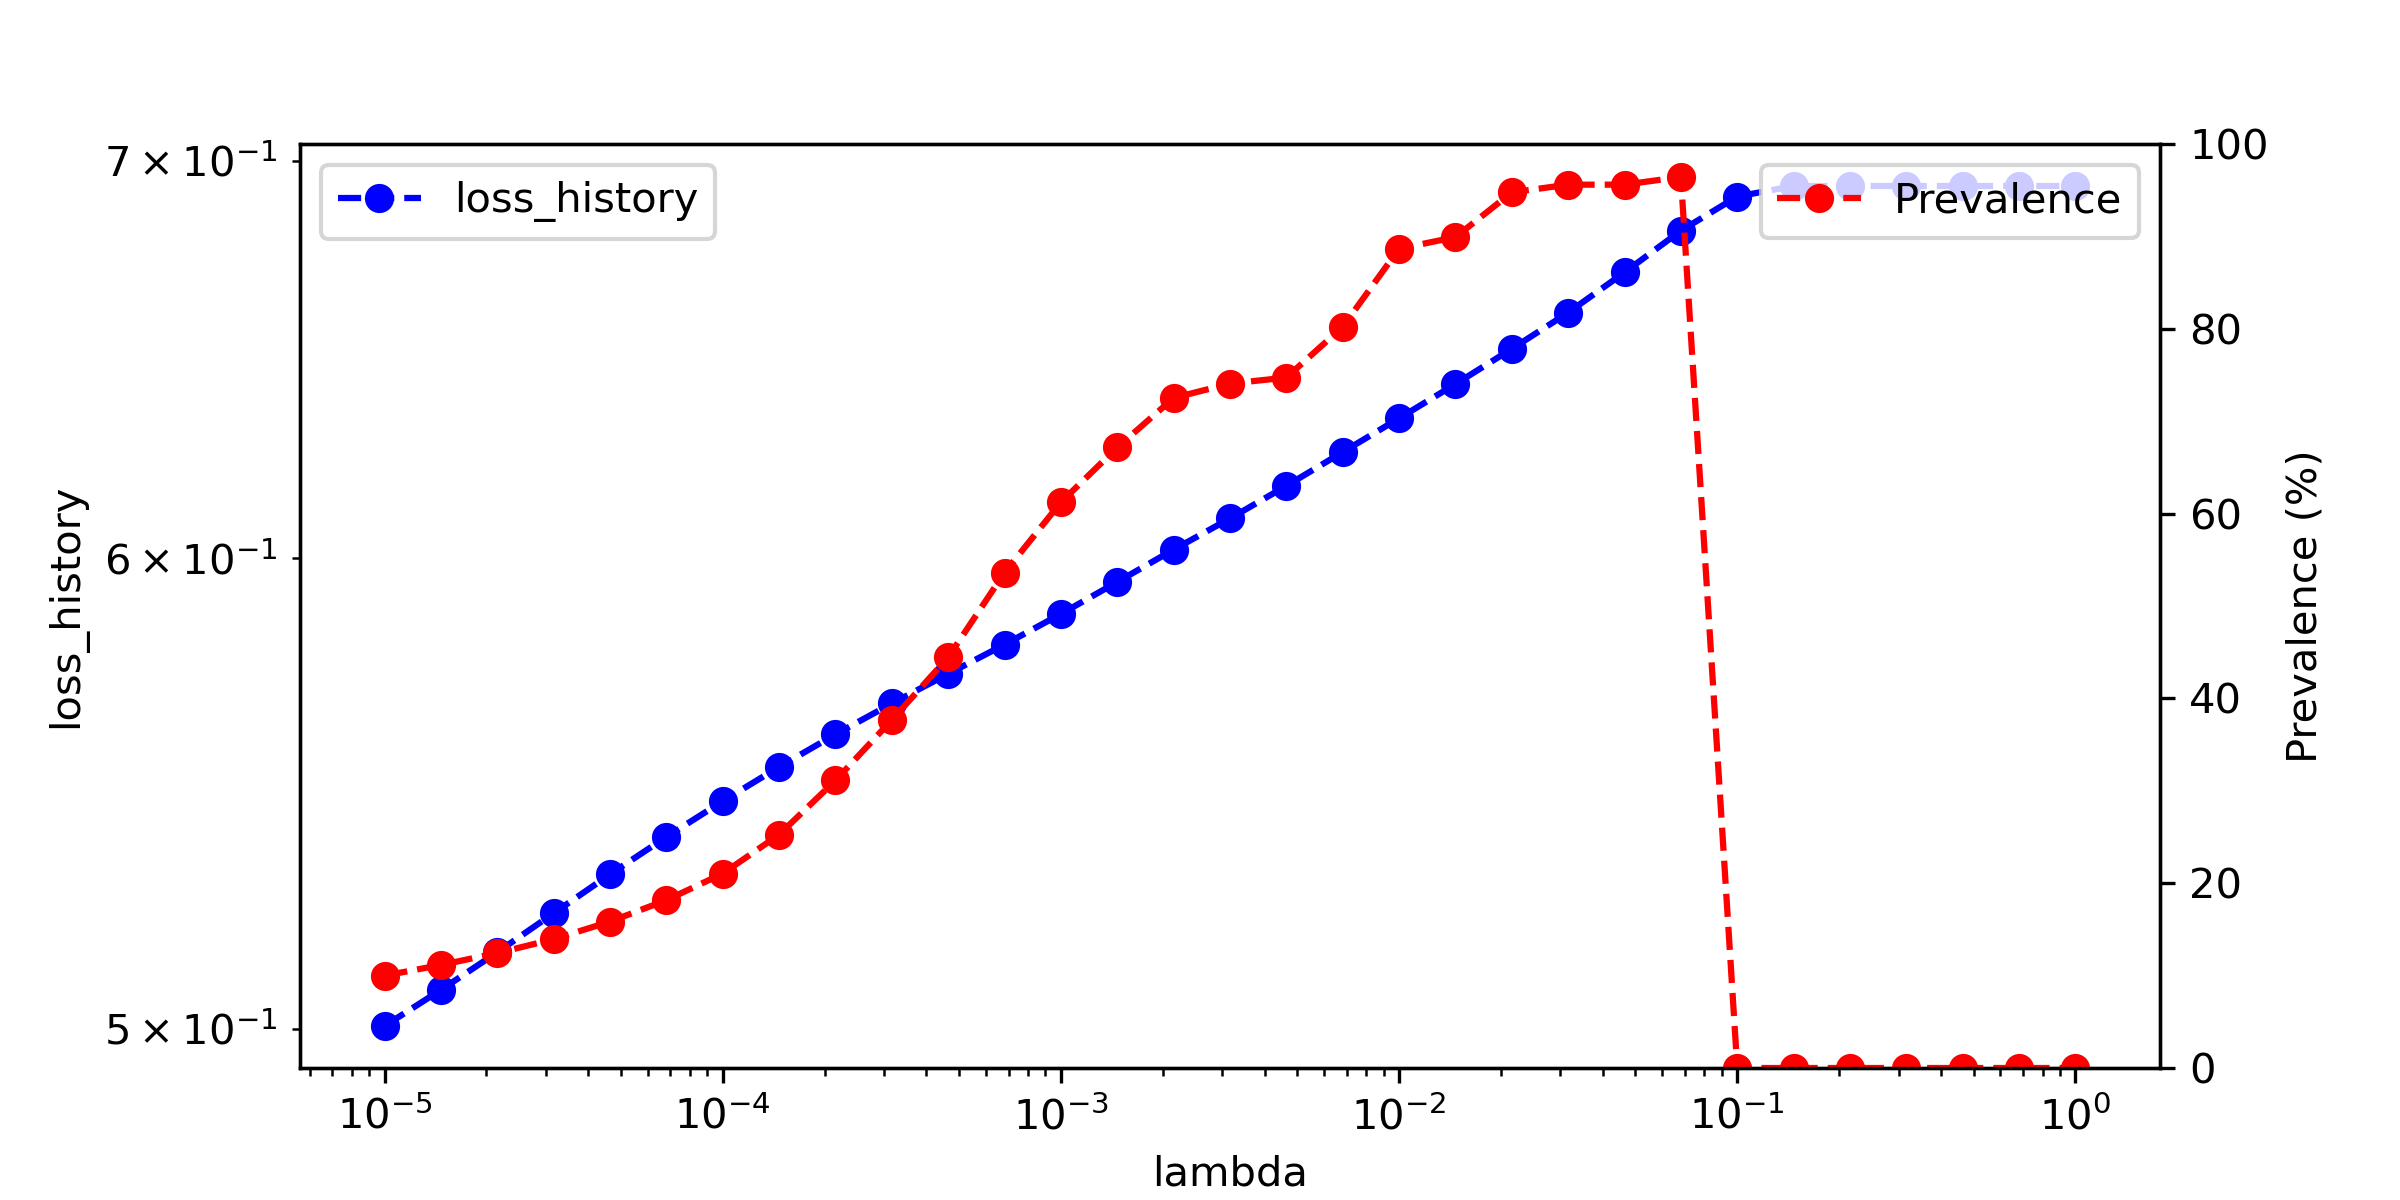 loss_history
Prevalence
7 × 10⁻¹
6 × 10⁻¹
5 × 10⁻¹
loss_history
100
80
60
40
20
0
Prevalence (%)
10⁻⁵ 10⁻⁴ 10⁻³ 10⁻² 10⁻¹ 10⁰
lambda